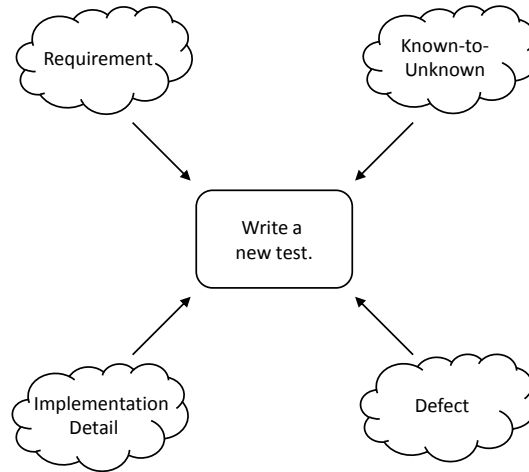 Requirement
Known-to-
Unknown
Write a
new test.
Implementation
Detail
Defect